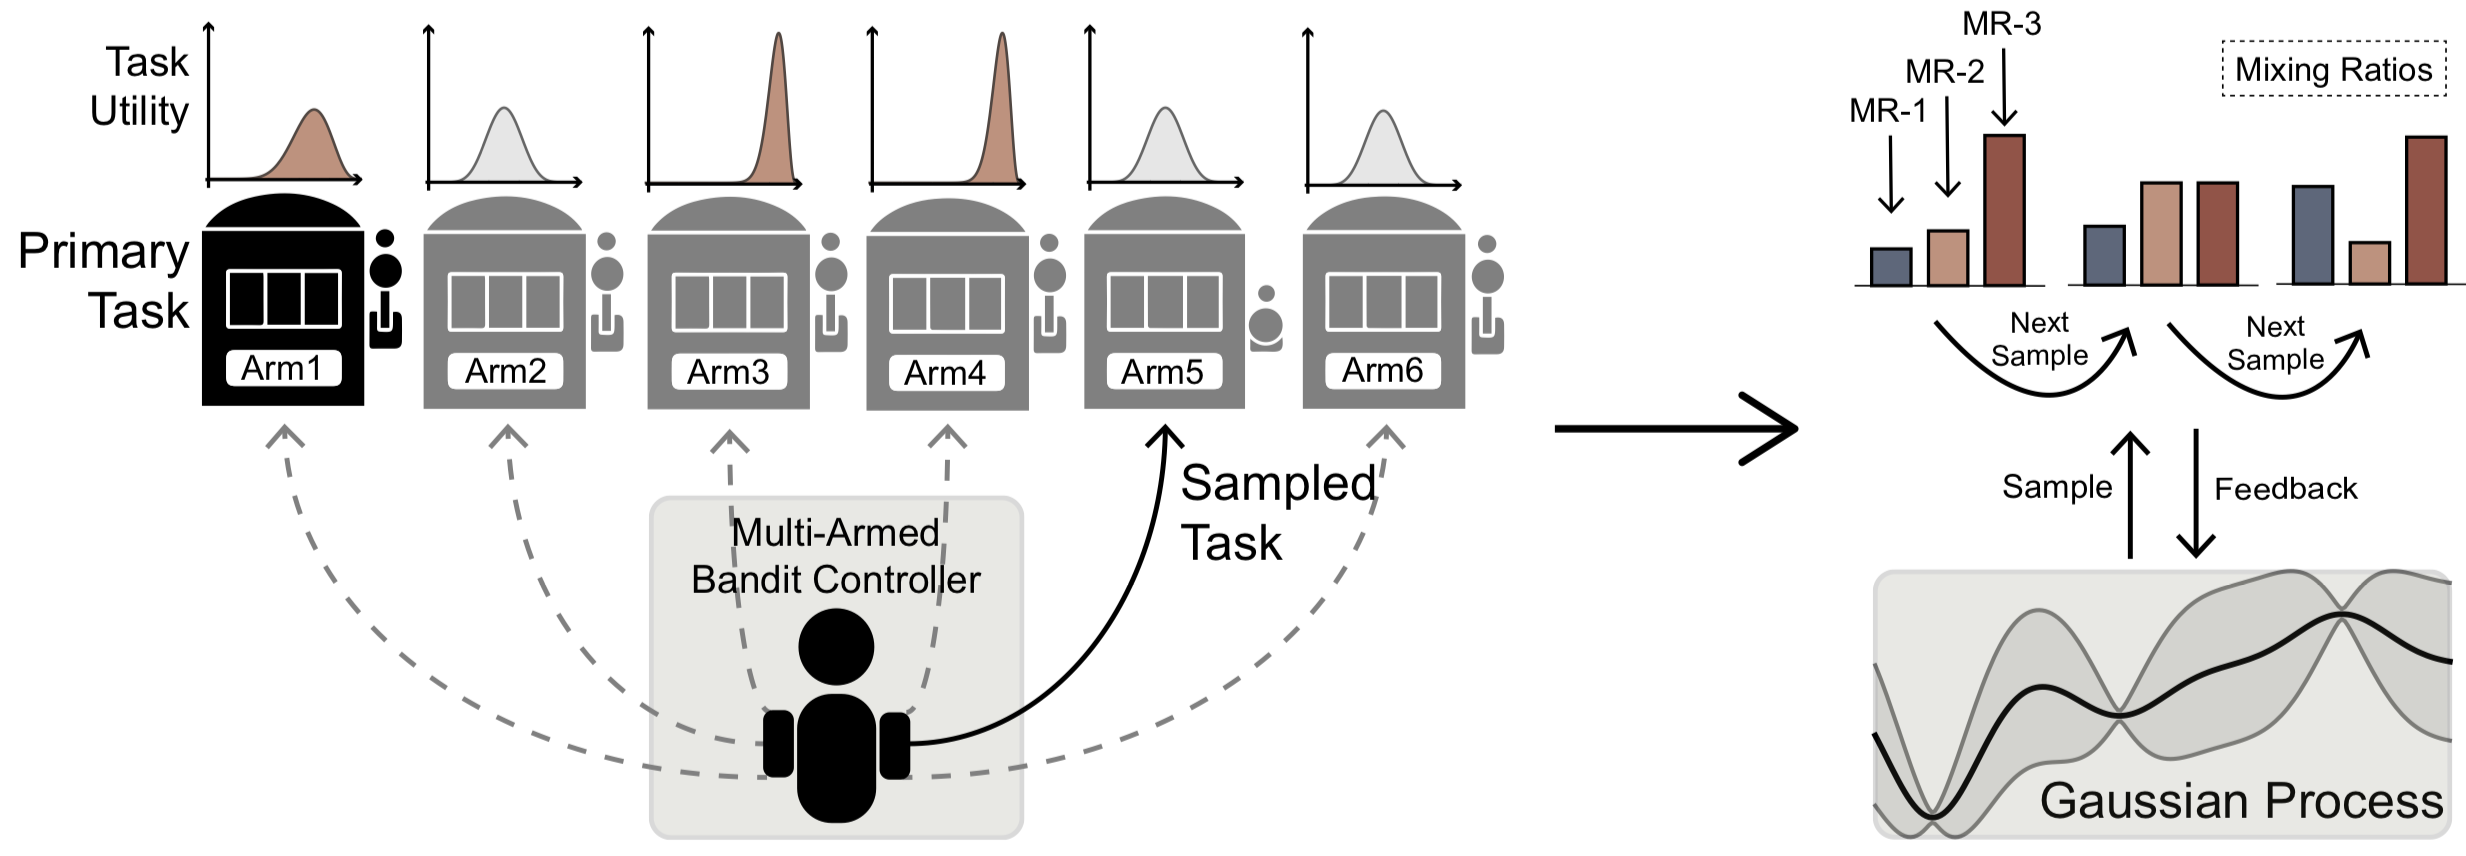 Task
Utility
Primary
Task
Arm1
Arm2
Arm3
Arm4
Arm5
Arm6
Sampled
Task
Multi-Armed
Bandit Controller
MR-1
MR-2
MR-3
Mixing Ratios
Next
Sample
Next
Sample
Sample
Feedback
Gaussian Process